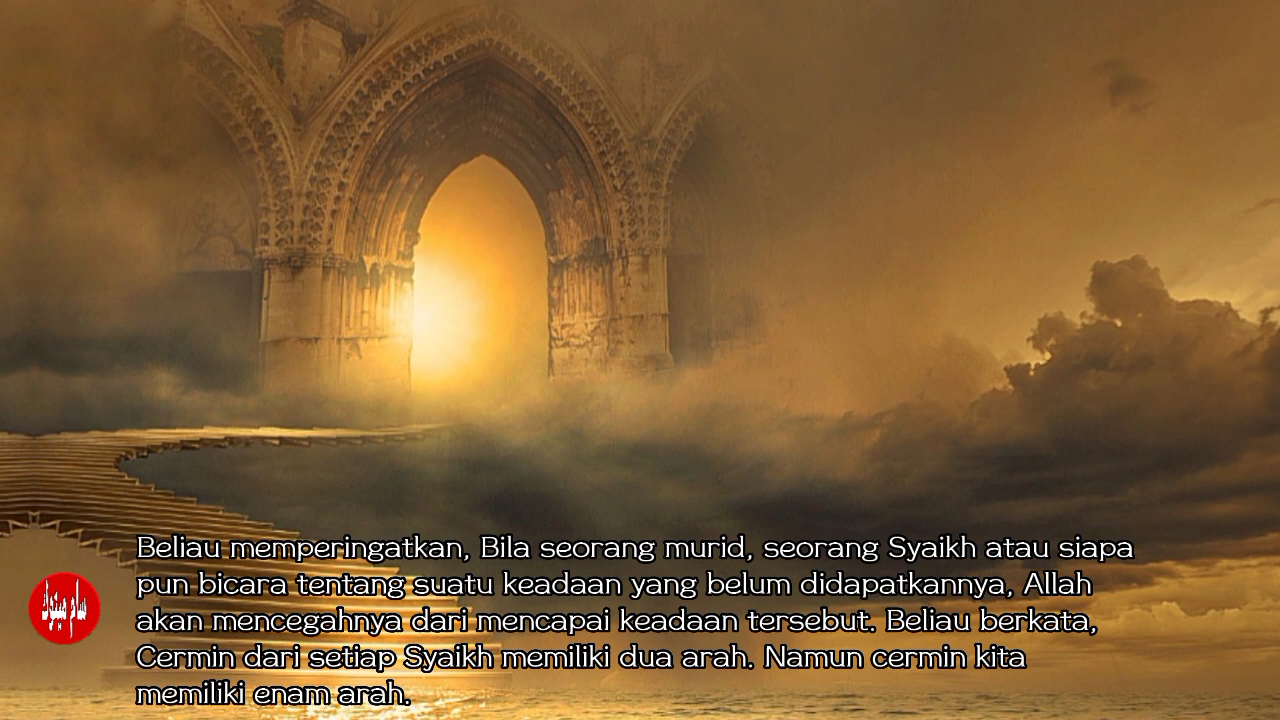 Beliau memperingatkan, Bila seorang murid, seorang Syaikh atau siapa
pun bicara tentang suatu keadaan yang belum didapatkannya, Allah
akan mencegahnya dari mencapai keadaan tersebut. Beliau berkata,
Cermin dari setiap Syaikh memiliki dua arah. Namun cermin kita
memiliki enam arah.